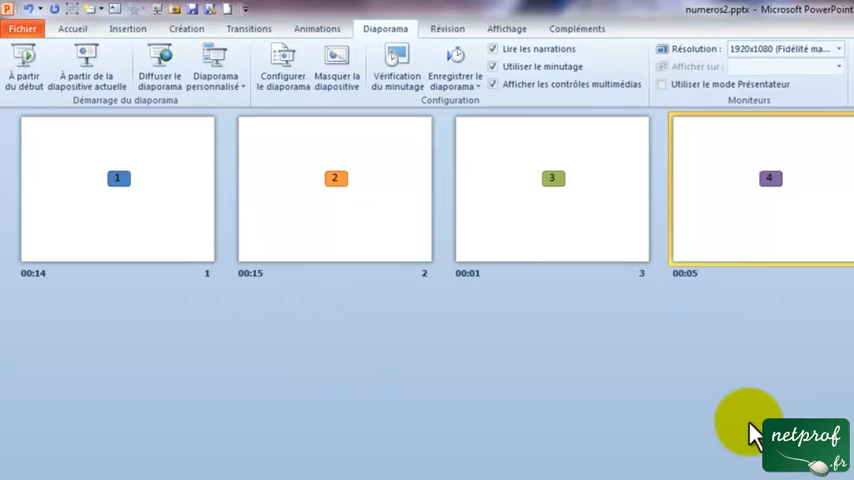 numeros2.pptx - Microsoft PowerPoint
Fichier Accueil Insertion Création Transitions Animations Diaporama Révision Affichage Compléments
À partir du début
À partir de la diapositive actuelle
Diffuser le diaporama
Diaporama personnalisé
Configurer le diaporama
Masquer la diapositive
Vérification du minutage
Enregistrer le diaporama
Lire les narrations
Utiliser le minutage
Afficher les contrôles multimédias
Résolution : 1920x1080 (Fidélité ma...
Afficher sur :
Utiliser le mode Présentateur
Démarrage du diaporama
Configuration
Moniteurs
1
2
3
4
00:14 1
00:15 2
00:01 3
00:05
netprof
.fr